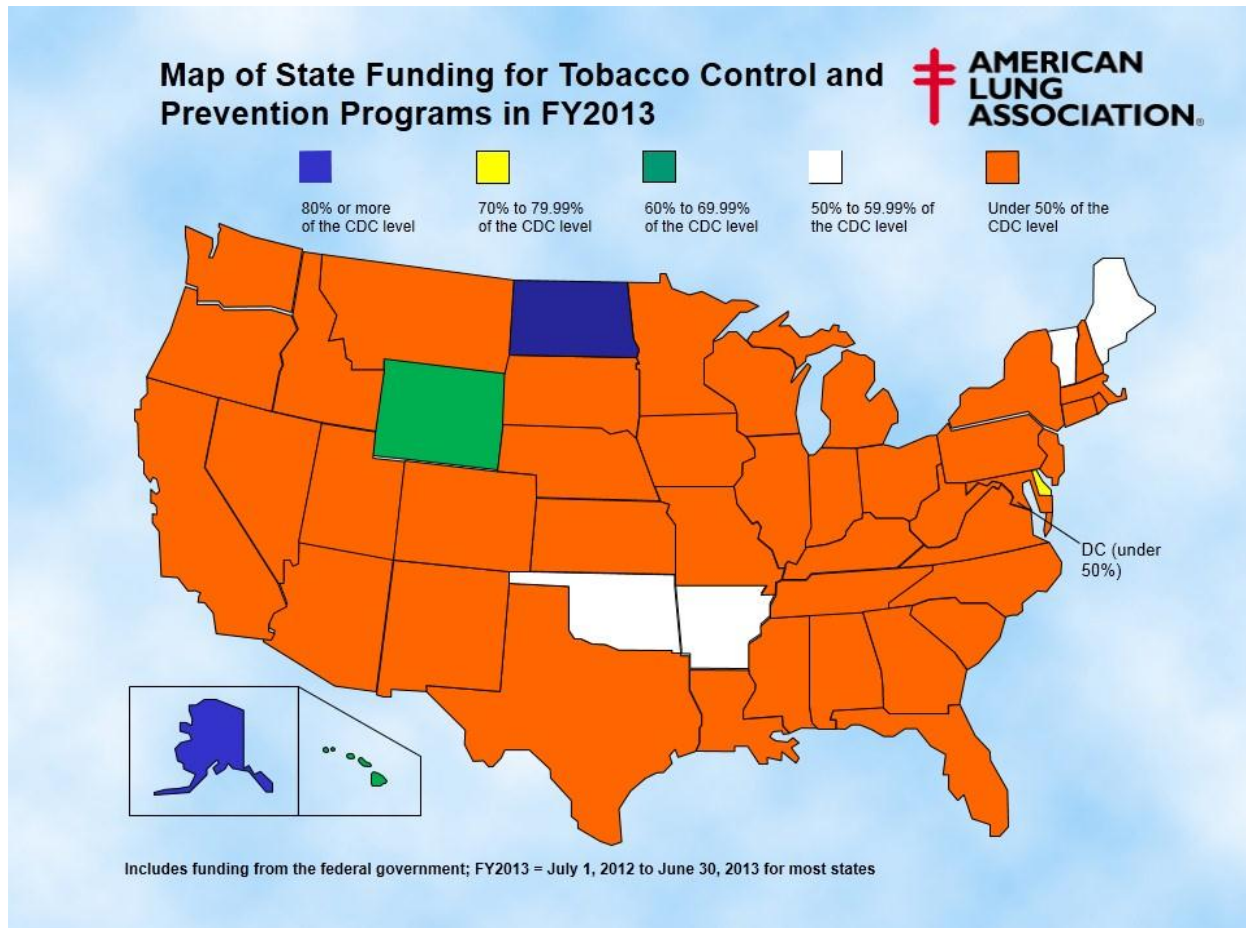 Map of State Funding for Tobacco Control and
Prevention Programs in FY2013
AMERICAN
LUNG
ASSOCIATION®
80% or more
of the CDC level
70% to 79.99%
of the CDC level
60% to 69.99%
of the CDC level
50% to 59.99% of
the CDC level
Under 50% of the
CDC level
DC (under
50%)
Includes funding from the federal government; FY2013 = July 1, 2012 to June 30, 2013 for most states